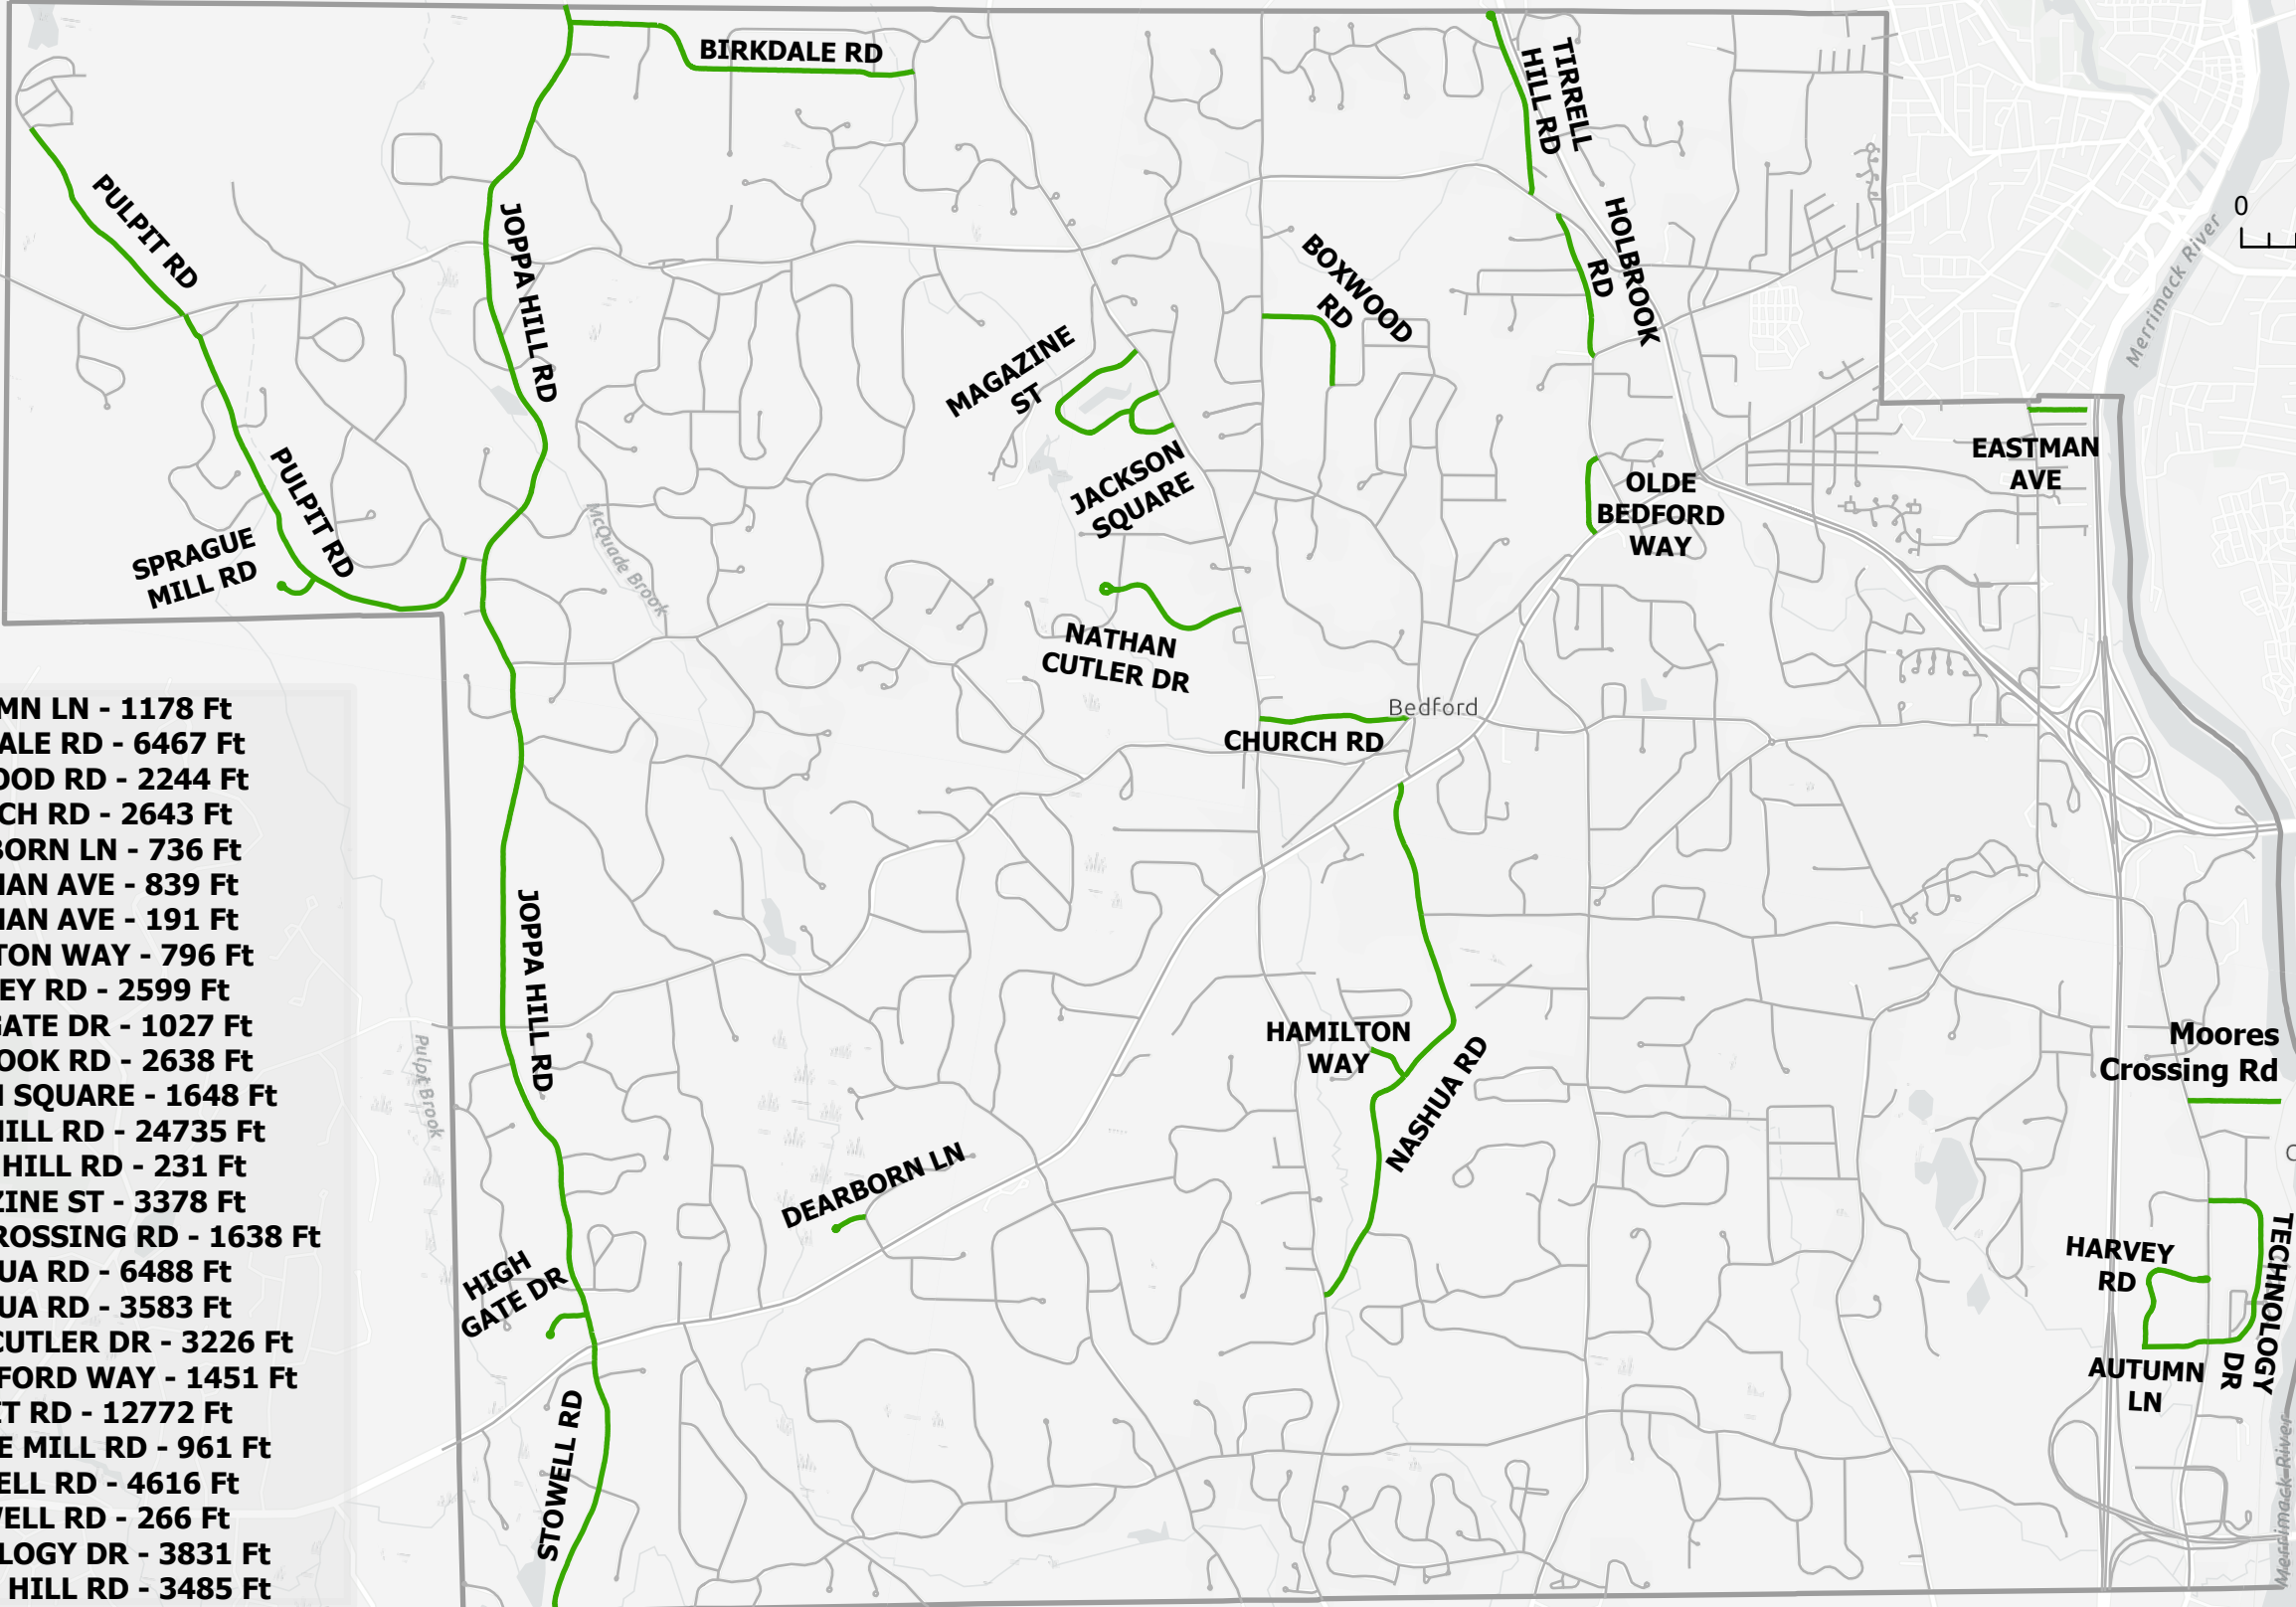 BIRKDALE RD
TIRRELL
HILL RD
PULPIT RD
JOPPA HILL RD
HOLBROOK
RD
BOXWOOD
RD
0
Merrimack River
MAGAZINE
ST
JACKSON
SQUARE
EASTMAN
AVE
OLDE
BEDFORD
WAY
PULPIT RD
SPRAGUE
MILL RD
McQuade Brook
NATHAN
CUTLER DR
Bedford
CHURCH RD
MN LN - 1178 Ft
ALE RD - 6467 Ft
OOD RD - 2244 Ft
CH RD - 2643 Ft
BORN LN - 736 Ft
MAN AVE - 839 Ft
MAN AVE - 191 Ft
TON WAY - 796 Ft
EY RD - 2599 Ft
GATE DR - 1027 Ft
OOK RD - 2638 Ft
N SQUARE - 1648 Ft
HILL RD - 24735 Ft
HILL RD - 231 Ft
ZINE ST - 3378 Ft
ROSSING RD - 1638 Ft
UA RD - 6488 Ft
UA RD - 3583 Ft
CUTLER DR - 3226 Ft
FORD WAY - 1451 Ft
IT RD - 12772 Ft
E MILL RD - 961 Ft
ELL RD - 4616 Ft
WELL RD - 266 Ft
LOGY DR - 3831 Ft
HILL RD - 3485 Ft
JOPPA HILL RD
Pulpit Brook
HAMILTON
WAY
NASHUA RD
Moores
Crossing Rd
DEARBORN LN
HIGH
GATE DR
HARVEY
RD
TECHNOLOGY
DR
AUTUMN
LN
STOWELL RD
Merrimack River